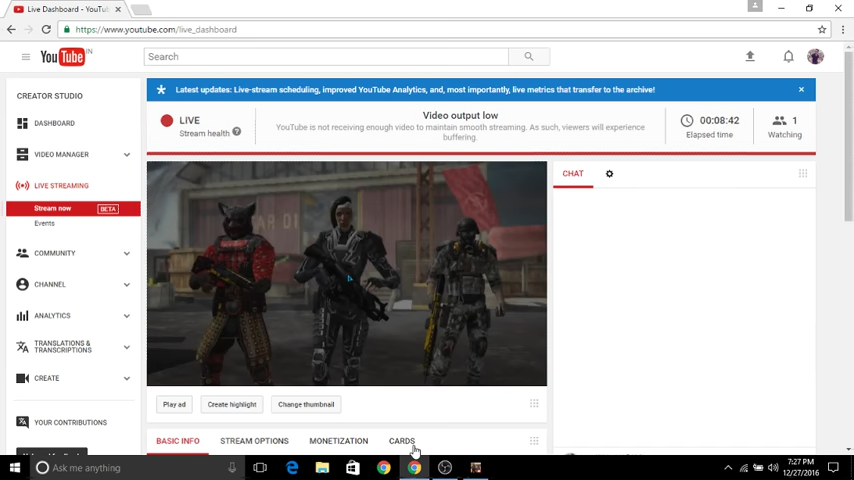 Live Dashboard - YouTu
https://www.youtube.com/live_dashboard
YouTube IN
Search
CREATOR STUDIO
DASHBOARD
VIDEO MANAGER
LIVE STREAMING
Stream now BETA
Events
COMMUNITY
CHANNEL
ANALYTICS
TRANSLATIONS &
TRANSCRIPTIONS
CREATE
YOUR CONTRIBUTIONS
Latest updates: Live-stream scheduling, improved YouTube Analytics, and, most importantly, live metrics that transfer to the archive!
LIVE
Stream health
Video output low
YouTube is not receiving enough video to maintain smooth streaming. As such, viewers will experience
buffering.
00:08:42
Elapsed time
1
Watching
CHAT
Play ad
Create highlight
Change thumbnail
BASIC INFO
STREAM OPTIONS
MONETIZATION
CARDS
Ask me anything
7:27 PM
12/27/2016